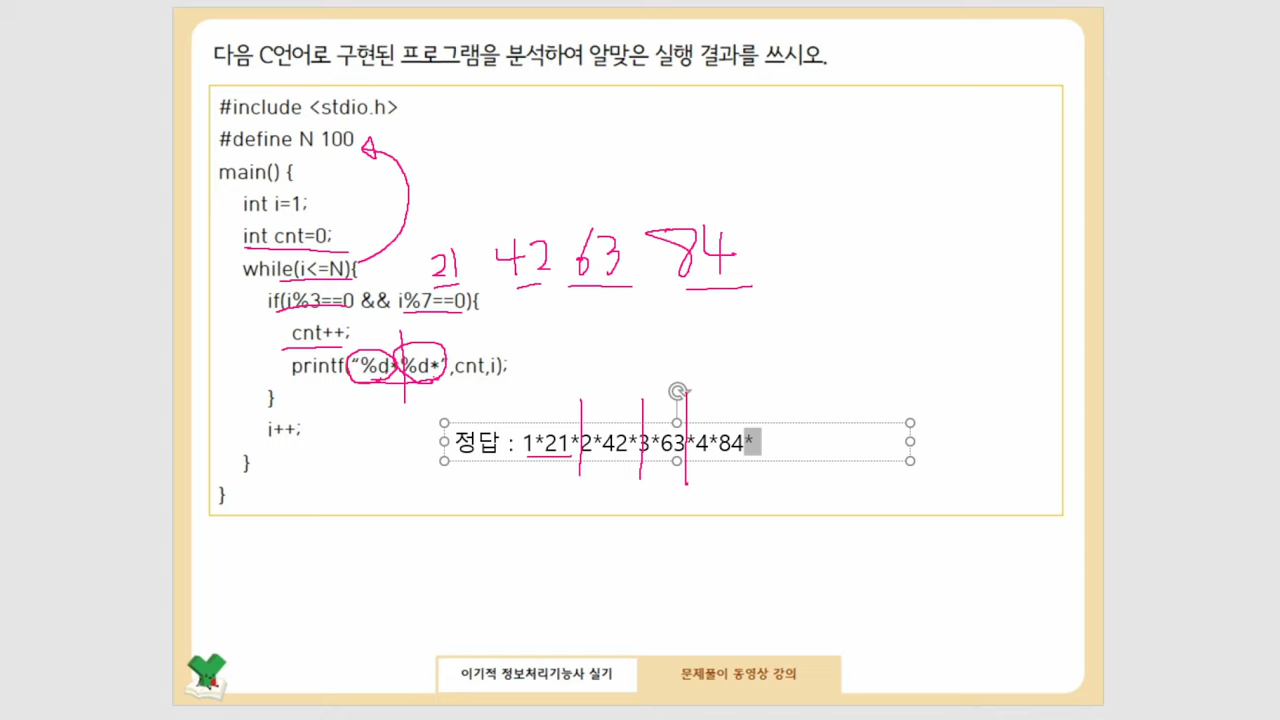 다음 C언어로 구현된 프로그램을 분석하여 알맞은 실행 결과를 쓰시오.
#include <stdio.h>
#define N 100
main() {
int i=1;
int cnt=0;
while(i<=N){
21 42 63 84
if(i%3==0 && i%7==0){
cnt++;
printf("%d*%d*",cnt,i);
}
i++;
정답 : 1*21*2*42*3*63*4*84*
}
}
이기적 정보처리기능사 실기
문제풀이 동영상 강의